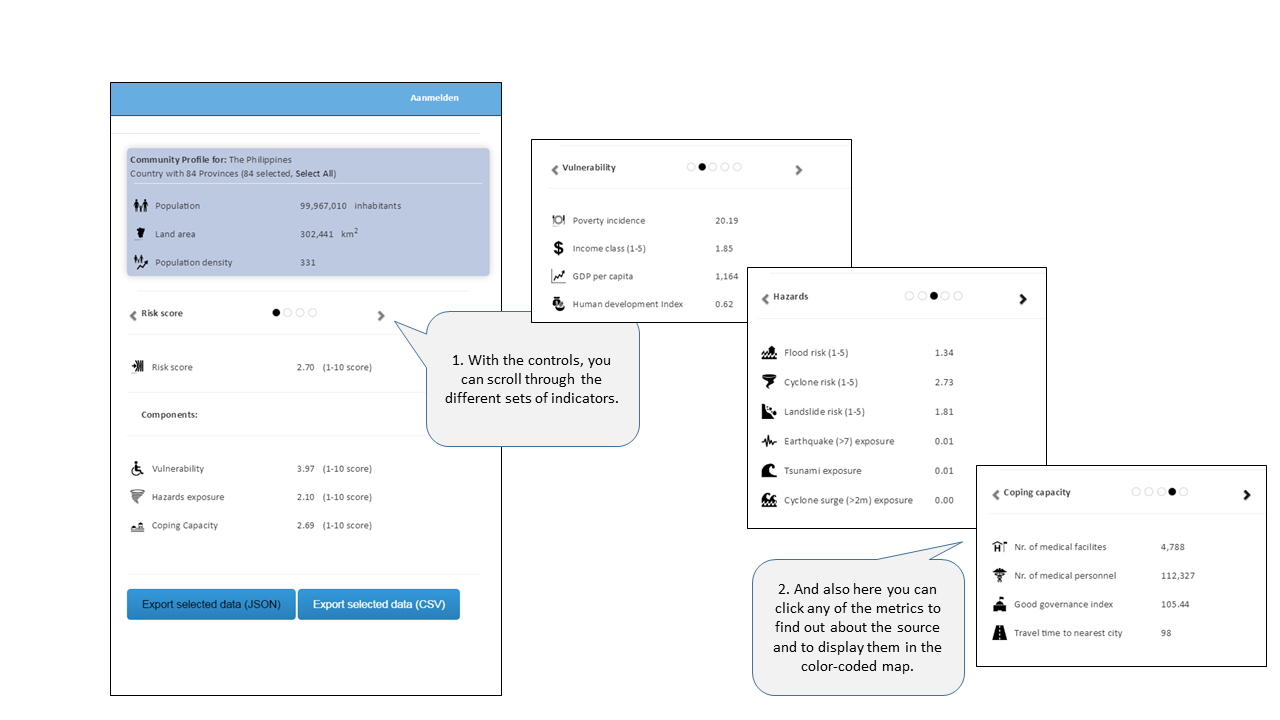 Aanmelden
Community Profile for: The Philippines
Country with 84 Provinces (84 selected, Select All)
Population 99,967,010 inhabitants
Land area 302,441 km²
Population density 331
Risk score
Risk score 2.70 (1-10 score)
Components:
Vulnerability 3.97 (1-10 score)
Hazards exposure 2.10 (1-10 score)
Coping Capacity 2.69 (1-10 score)
Export selected data (JSON) Export selected data (CSV)
1. With the controls, you
can scroll through the
different sets of indicators.
Vulnerability
Poverty incidence 20.19
Income class (1-5) 1.85
GDP per capita 1,164
Human development Index 0.62
Hazards
Flood risk (1-5) 1.34
Cyclone risk (1-5) 2.73
Landslide risk (1-5) 1.81
Earthquake (>7) exposure 0.01
Tsunami exposure 0.01
Cyclone surge (>2m) exposure 0.00
2. And also here you can
click any of the metrics to
find out about the source
and to display them in the
color-coded map.
Coping capacity
Nr. of medical facilites 4,788
Nr. of medical personnel 112,327
Good governance index 105.44
Travel time to nearest city 98